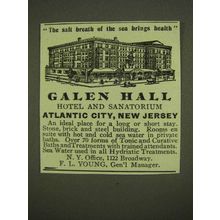 "The salt breath of the sea brings health"
GALEN HALL
HOTEL AND SANATORIUM
ATLANTIC CITY, NEW JERSEY
An ideal place for a long or short stay.
Stone, brick and steel building. Rooms en
suite with hot and cold sea water in private
baths. Over 70 forms of Tonic and Curative
Baths and Treatments with trained attendants.
Sea Water used in all Hydriatic Treatments.
N. Y. Office, 1122 Broadway.
F. L. YOUNG, Gen'l Manager.